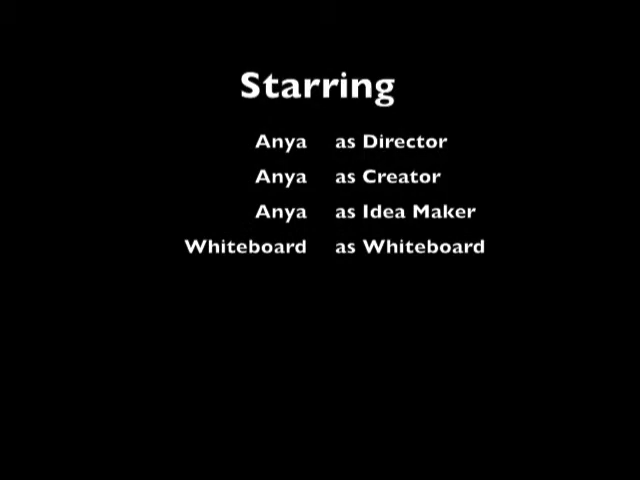 Starring
Anya as Director
Anya as Creator
Anya as Idea Maker
Whiteboard as Whiteboard